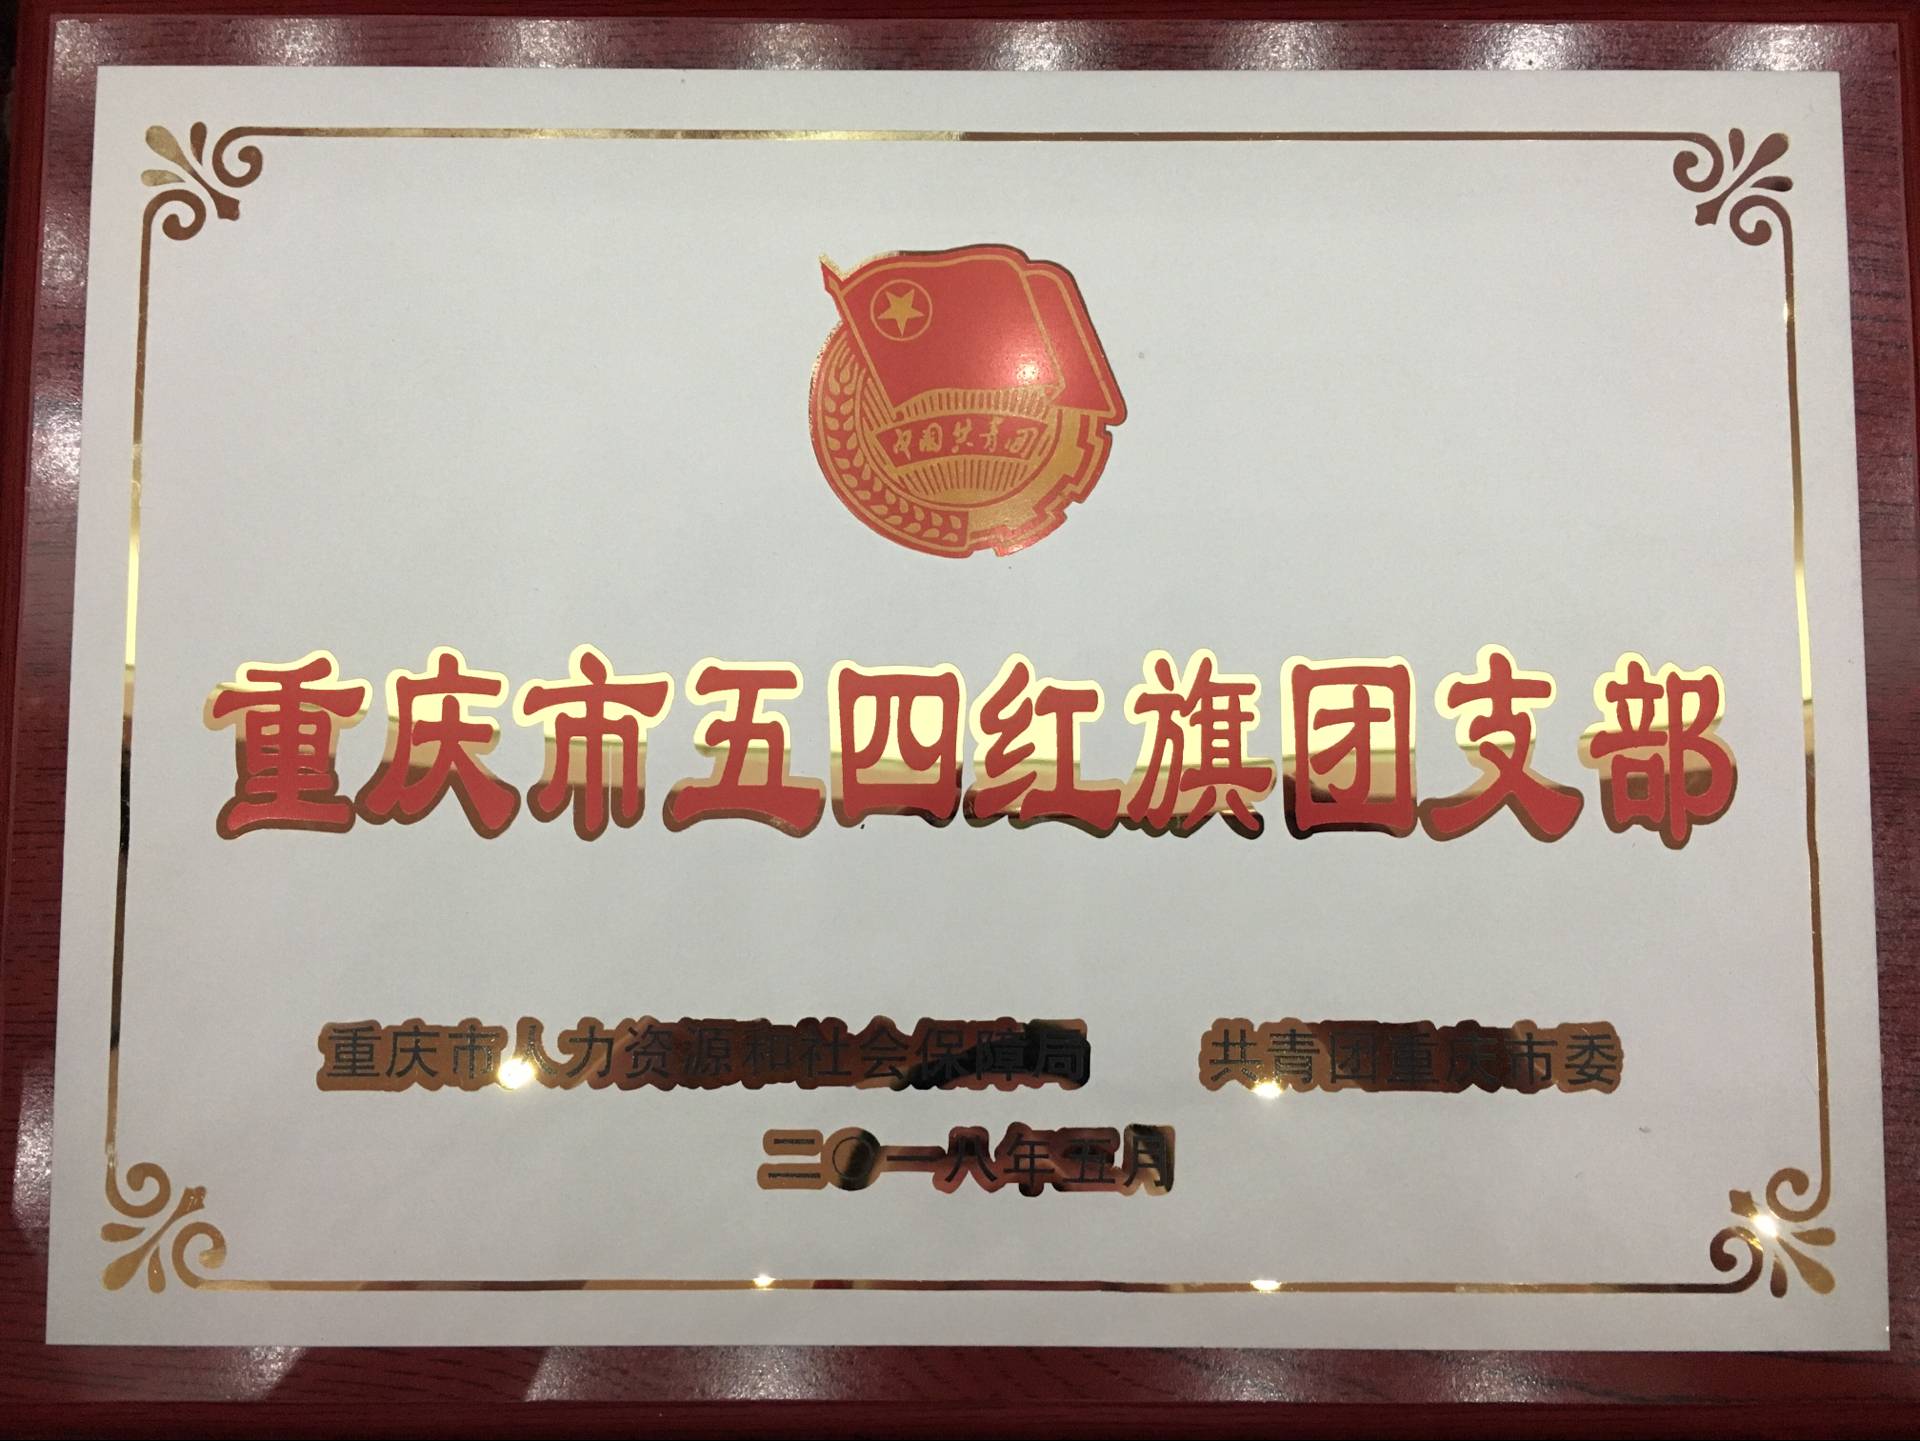 中国共青团
重庆市五四红旗团支部
重庆市人力资源和社会保障局 共青团重庆市委
二〇一八年五月